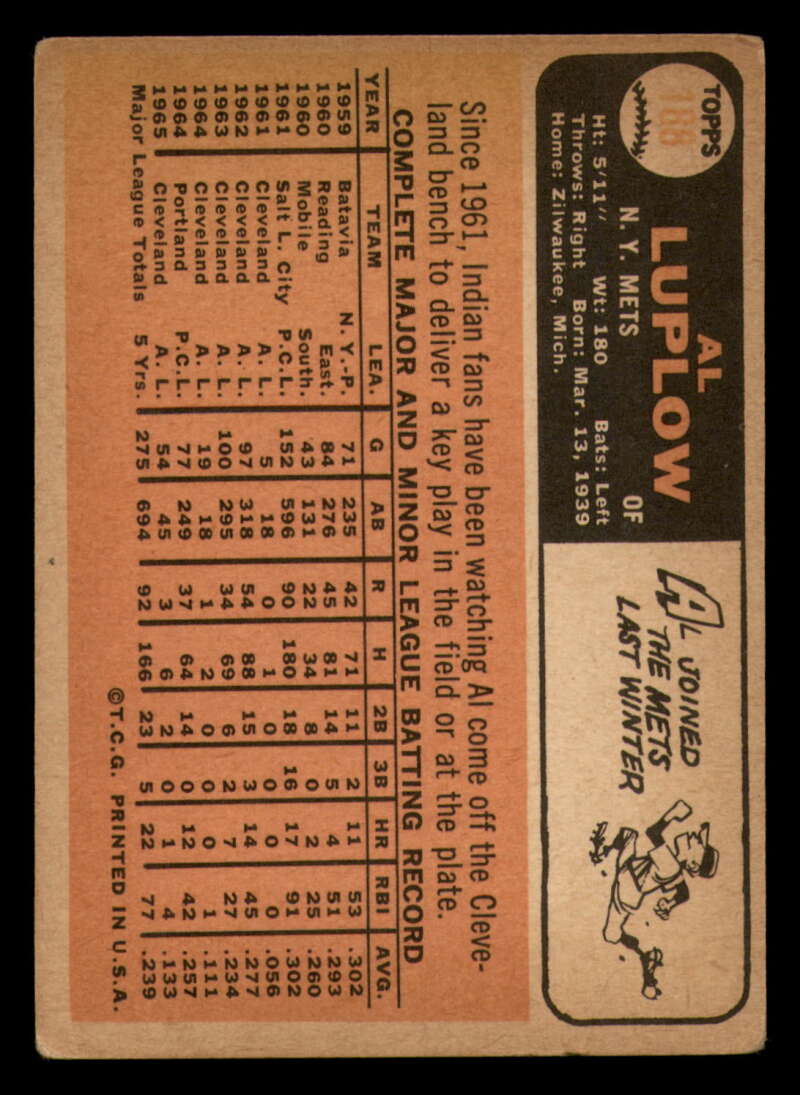 TOPPS
188
AL
LUPLOW
N. Y. METS OF
Ht: 5'11" Wt: 180 Bats: Left
Throws: Right Born: Mar. 13, 1939
Home: Zilwaukee, Mich.
AL JOINED
THE METS
LAST WINTER
Since 1961, Indian fans have been watching Al come off the Cleve-
land bench to deliver a key play in the field or at the plate.
COMPLETE MAJOR AND MINOR LEAGUE BATTING RECORD
YEAR TEAM LEA. G AB R H 2B 3B HR RBI AVG.
1959 Batavia N. Y.-P. 71 235 42 71 11 2 11 53 .302
1960 Reading East. 84 276 45 81 14 5 4 51 .293
1960 Mobile South. 43 131 22 34 8 0 2 25 .260
1961 Salt L. City P.C.L. 152 596 90 180 18 16 17 91 .302
1961 Cleveland A. L. 5 18 0 1 0 0 0 0 .056
1962 Cleveland A. L. 97 318 54 88 15 3 14 45 .277
1963 Cleveland A. L. 100 295 34 69 6 2 7 27 .234
1964 Cleveland A. L. 19 18 1 2 0 0 0 1 .111
1964 Portland P.C.L. 77 249 37 64 14 0 12 42 .257
1965 Cleveland A. L. 54 45 3 6 2 0 1 4 .133
Major League Totals 5 Yrs. 275 694 92 166 23 5 22 77 .239
©T.C.G. PRINTED IN U.S.A.